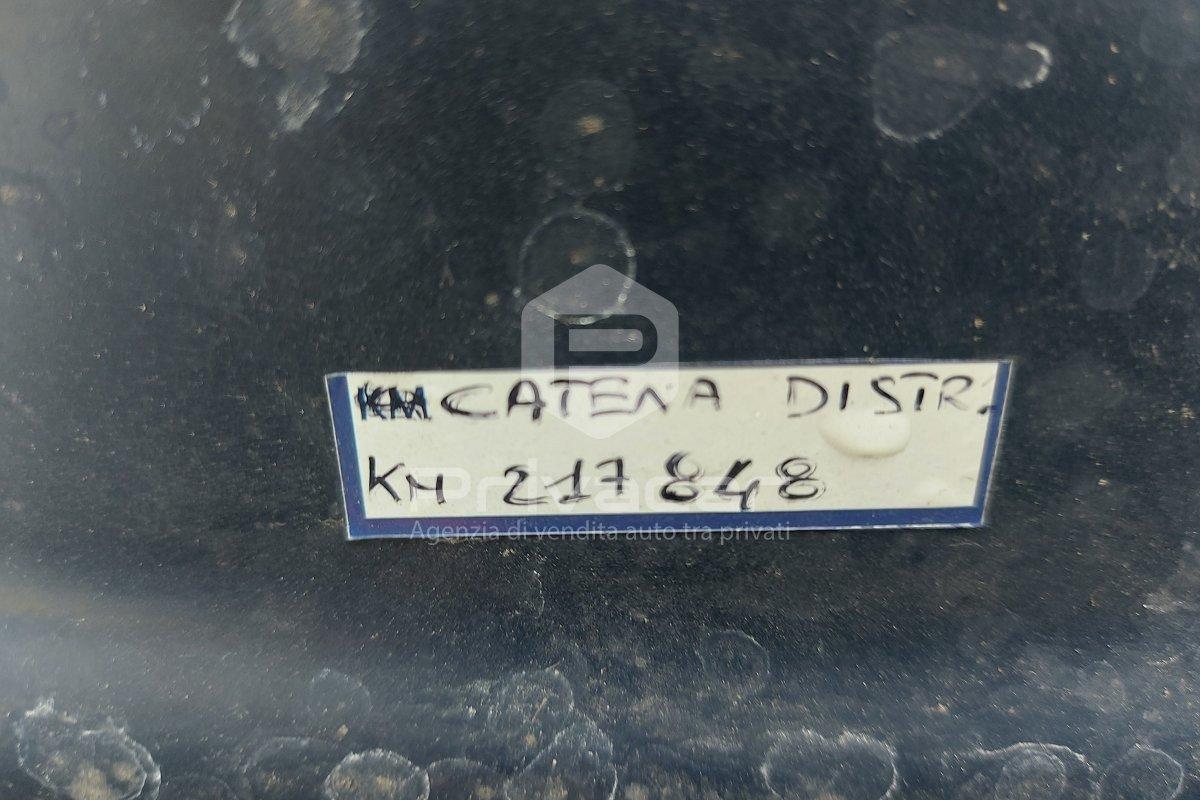 KM CATENA DISTR.
KM 217848
Agenzia di vendita auto tra privati